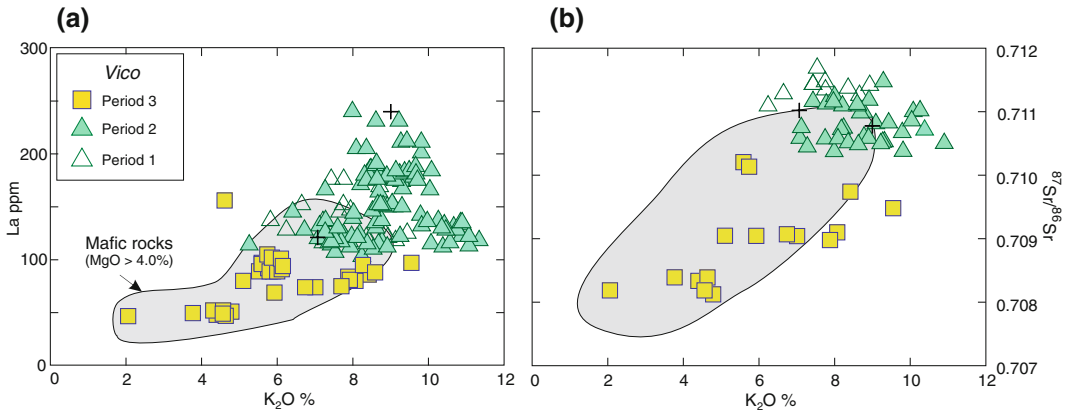 (a)
(b)
300
200
100
0
La ppm
Vico
Period 3
Period 2
Period 1
Mafic rocks
(MgO > 4.0%)
0 2 4 6 8 10 12
K2O %
0.712
0.711
0.710
0.709
0.708
0.707
87Sr/86Sr
0 2 4 6 8 10 12
K2O %